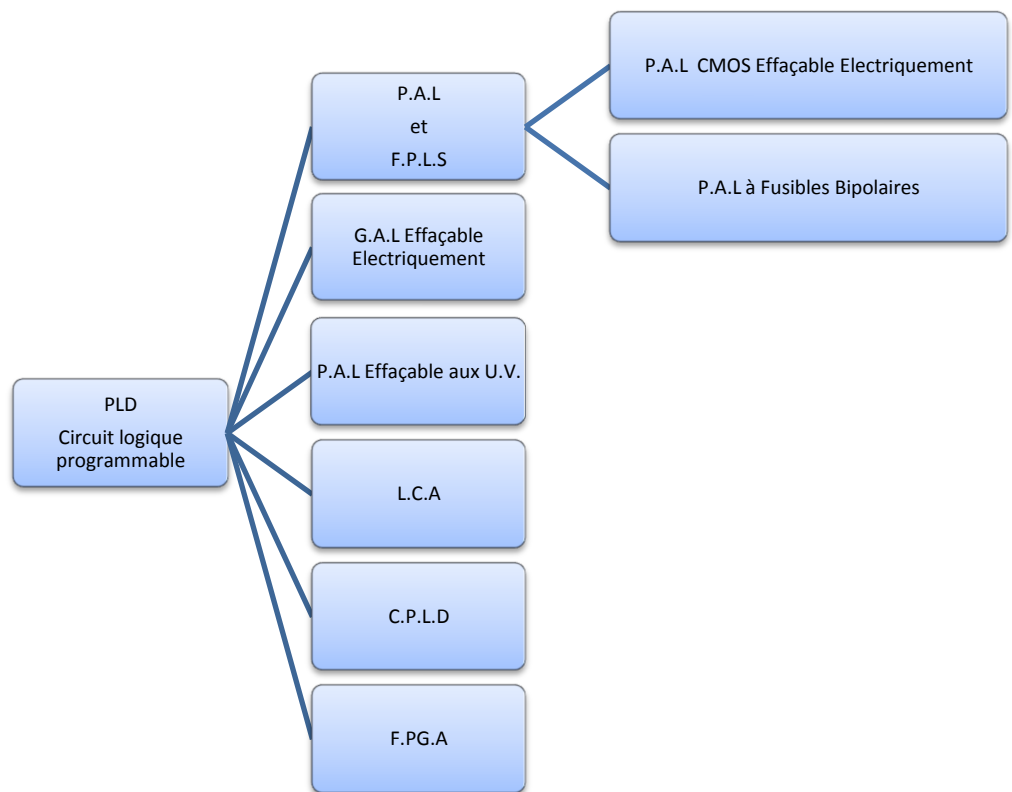 P.A.L
et
F.P.L.S
P.A.L CMOS Effaçable Electriquement
P.A.L à Fusibles Bipolaires
G.A.L Effaçable
Electriquement
P.A.L Effaçable aux U.V.
PLD
Circuit logique
programmable
L.C.A
C.P.L.D
F.PG.A